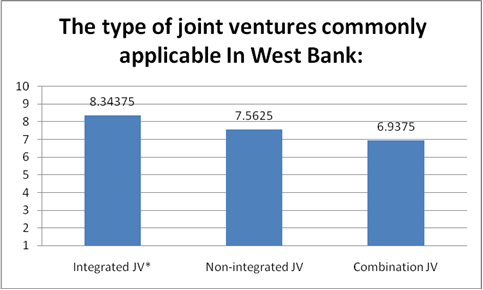 The type of joint ventures commonly
applicable In West Bank:
10
9
8
7
6
5
4
3
2
1
8.34375
7.5625
6.9375
Integrated JV*
Non-integrated JV
Combination JV